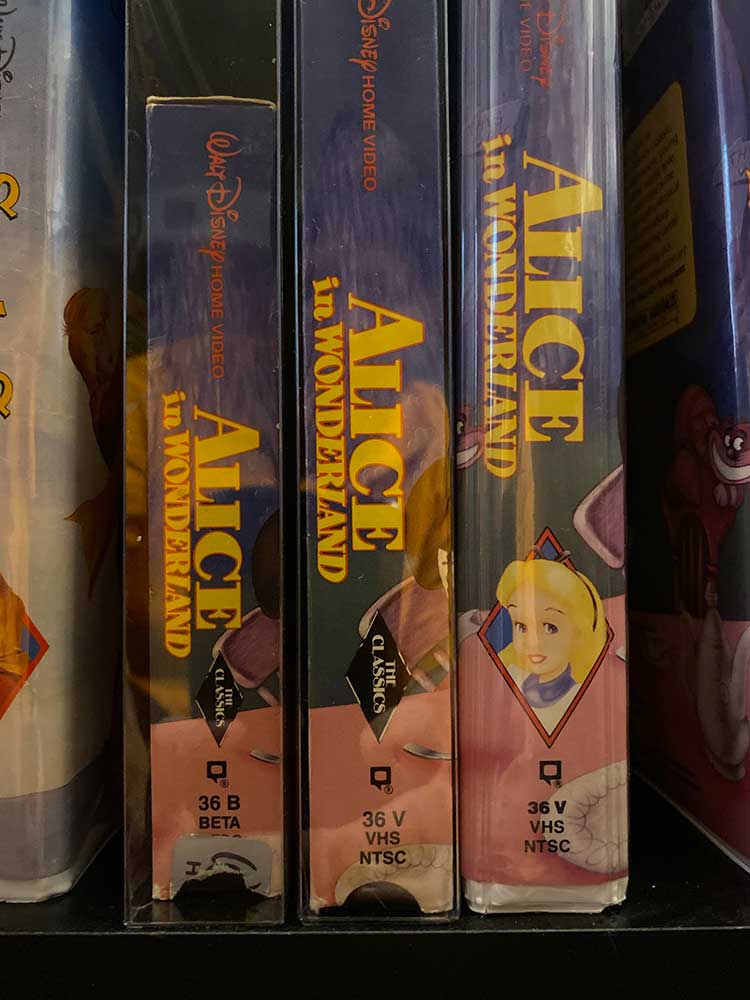 WALT DISNEY HOME VIDEO
ALICE
in WONDERLAND
THE
CLASSICS
36 B
BETA
DISNEY HOME VIDEO
ALICE
in WONDERLAND
THE
CLASSICS
36 V
VHS
NTSC
DISNEY
VIDEO
ALICE
in WONDERLAND
36 V
VHS
NTSC